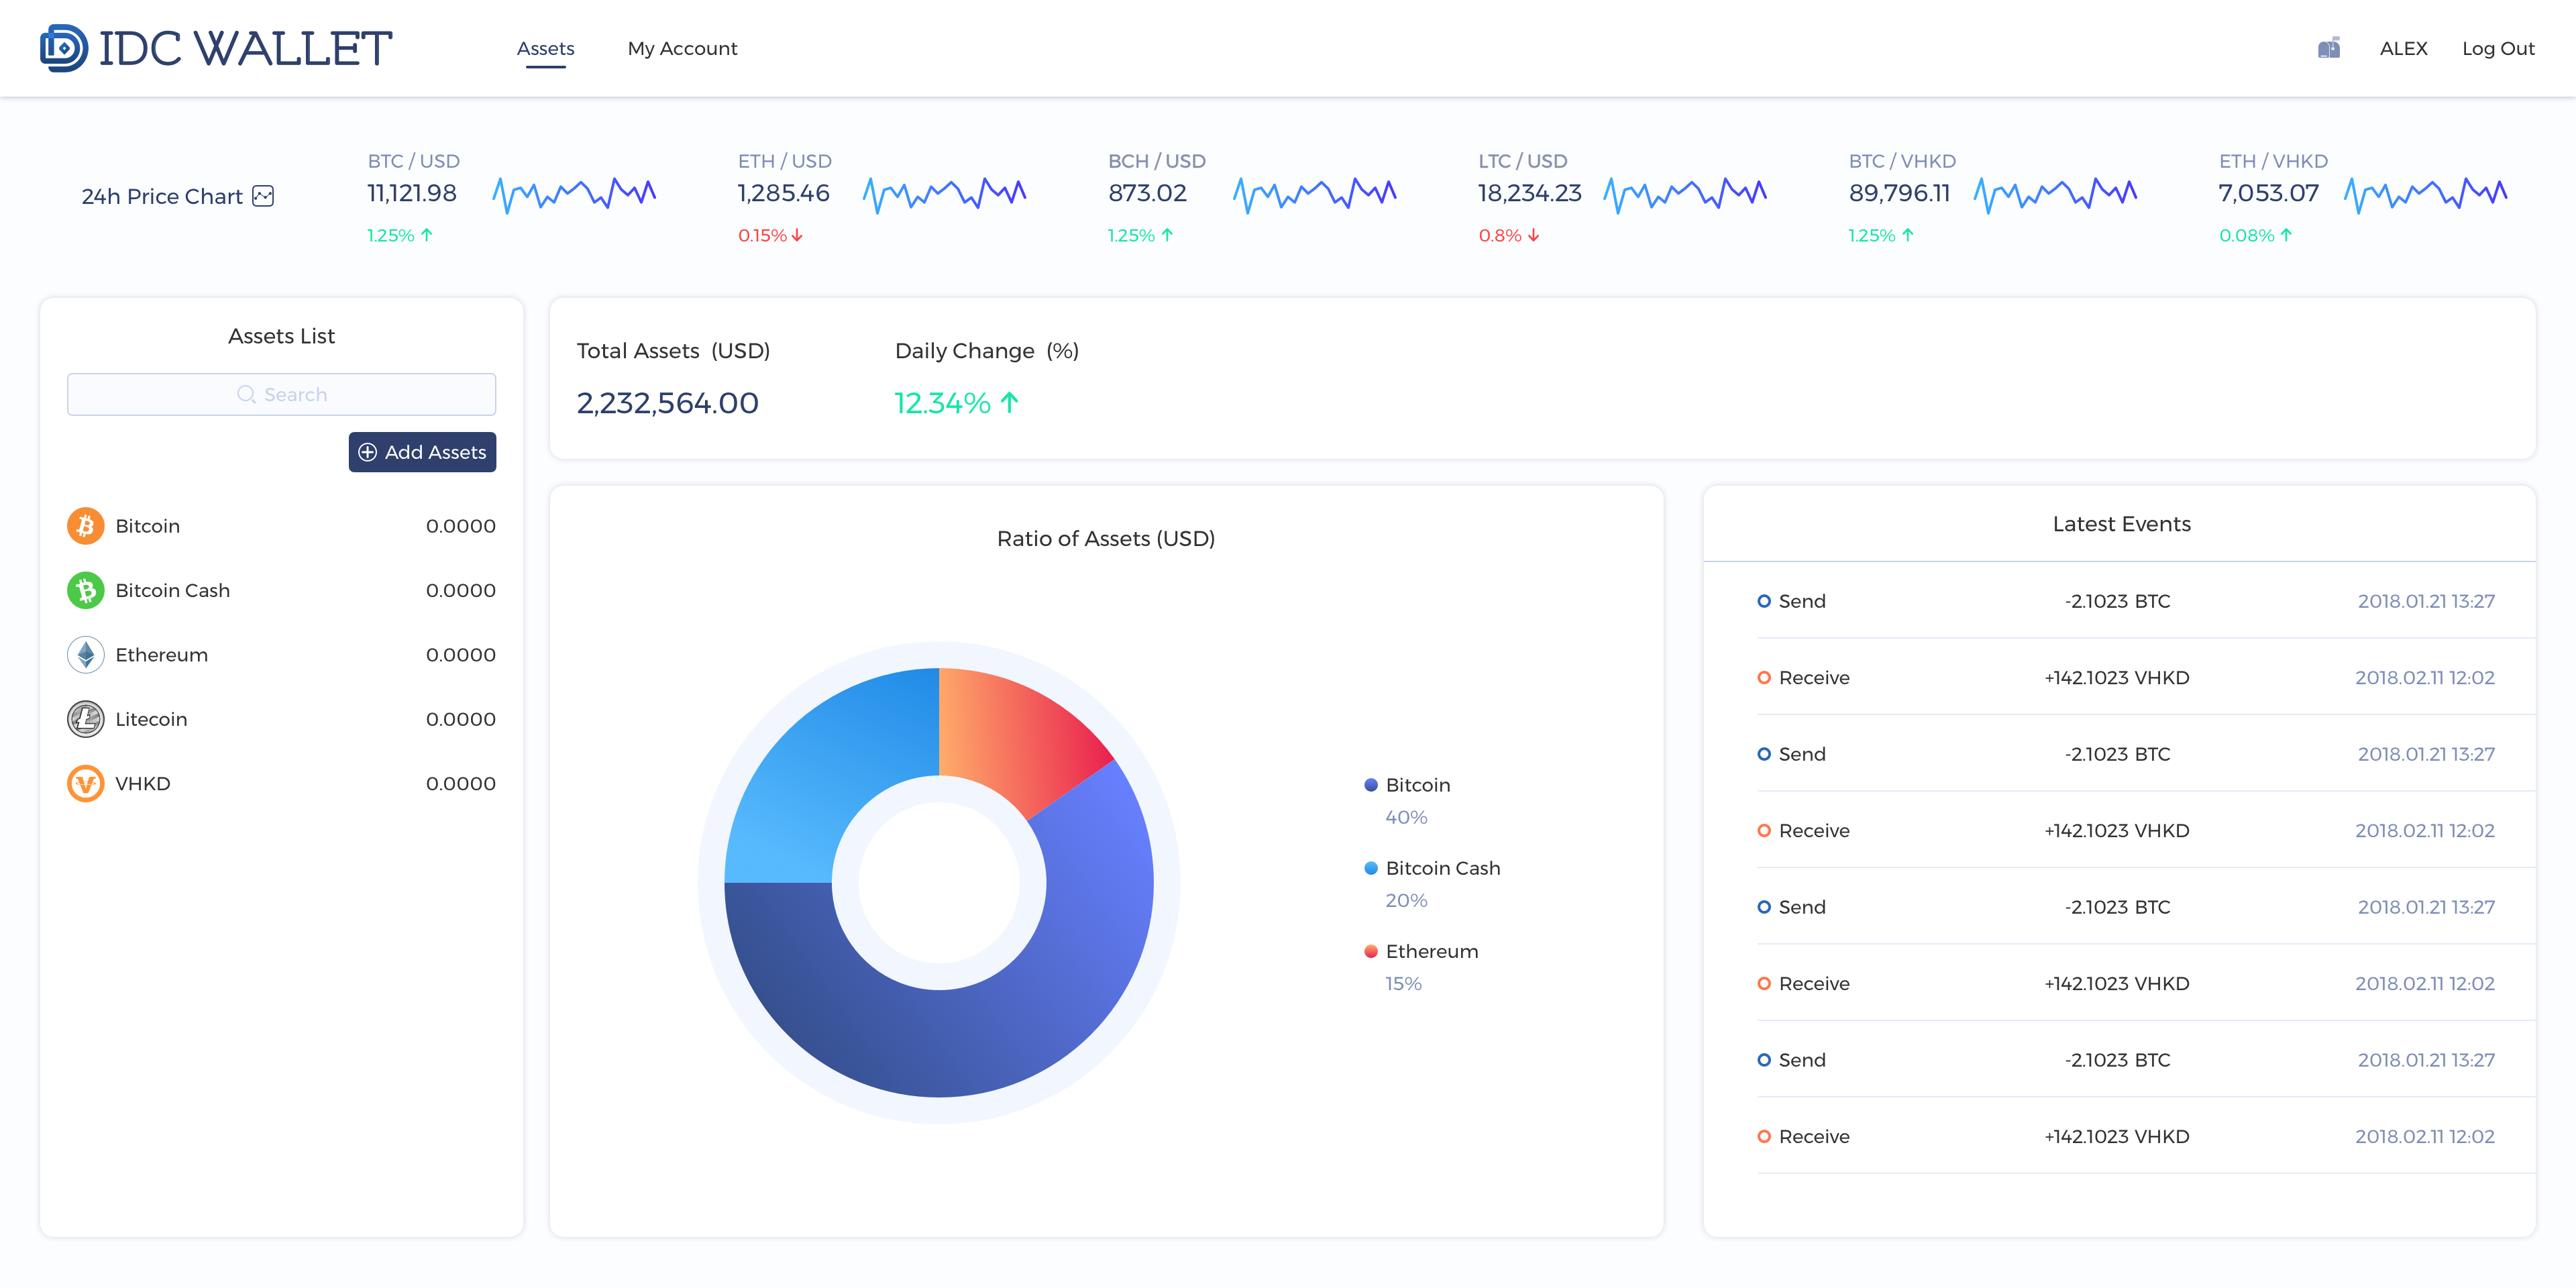 IDC WALLET
Assets
My Account
ALEX
Log Out
24h Price Chart
BTC / USD
11,121.98
1.25%
ETH / USD
1,285.46
0.15%
BCH / USD
873.02
1.25%
LTC / USD
18,234.23
0.8%
BTC / VHKD
89,796.11
1.25%
ETH / VHKD
7,053.07
0.08%
Assets List
Search
Add Assets
Bitcoin 0.0000
Bitcoin Cash 0.0000
Ethereum 0.0000
Litecoin 0.0000
VHKD 0.0000
Total Assets (USD)
2,232,564.00
Daily Change (%)
12.34%
Ratio of Assets (USD)
Bitcoin
40%
Bitcoin Cash
20%
Ethereum
15%
Latest Events
Send -2.1023 BTC 2018.01.21 13:27
Receive +142.1023 VHKD 2018.02.11 12:02
Send -2.1023 BTC 2018.01.21 13:27
Receive +142.1023 VHKD 2018.02.11 12:02
Send -2.1023 BTC 2018.01.21 13:27
Receive +142.1023 VHKD 2018.02.11 12:02
Send -2.1023 BTC 2018.01.21 13:27
Receive +142.1023 VHKD 2018.02.11 12:02